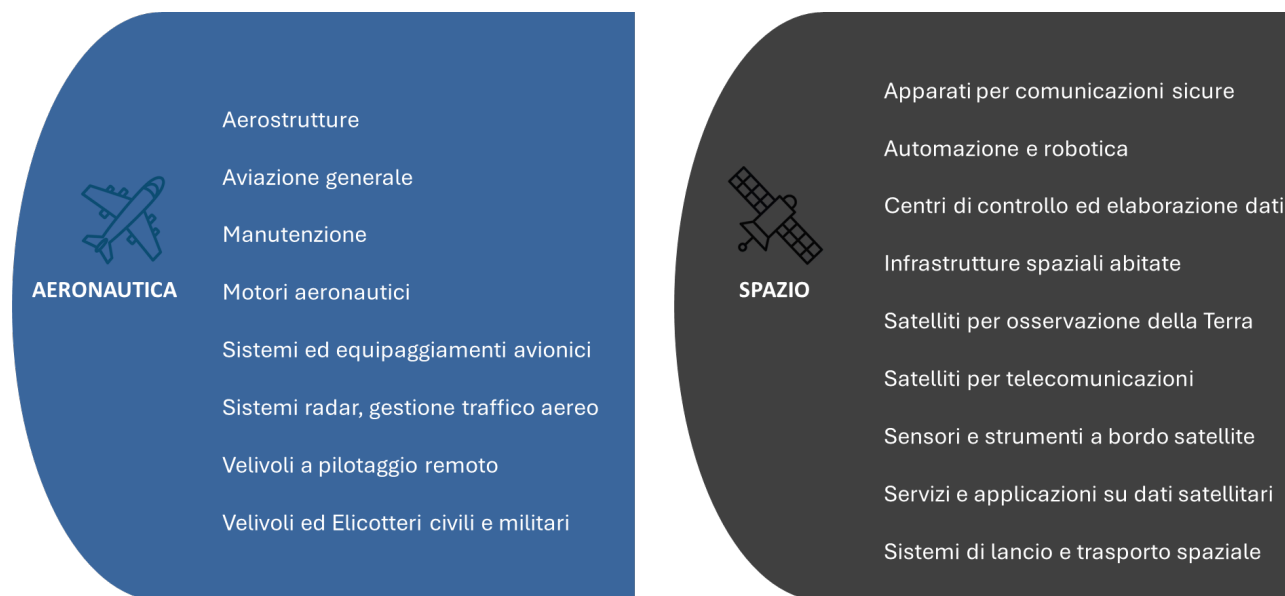 AERONAUTICA
Aerostrutture
Aviazione generale
Manutenzione
Motori aeronautici
Sistemi ed equipaggiamenti avionici
Sistemi radar, gestione traffico aereo
Velivoli a pilotaggio remoto
Velivoli ed Elicotteri civili e militari
SPAZIO
Apparati per comunicazioni sicure
Automazione e robotica
Centri di controllo ed elaborazione dati
Infrastrutture spaziali abitate
Satelliti per osservazione della Terra
Satelliti per telecomunicazioni
Sensori e strumenti a bordo satellite
Servizi e applicazioni su dati satellitari
Sistemi di lancio e trasporto spaziale